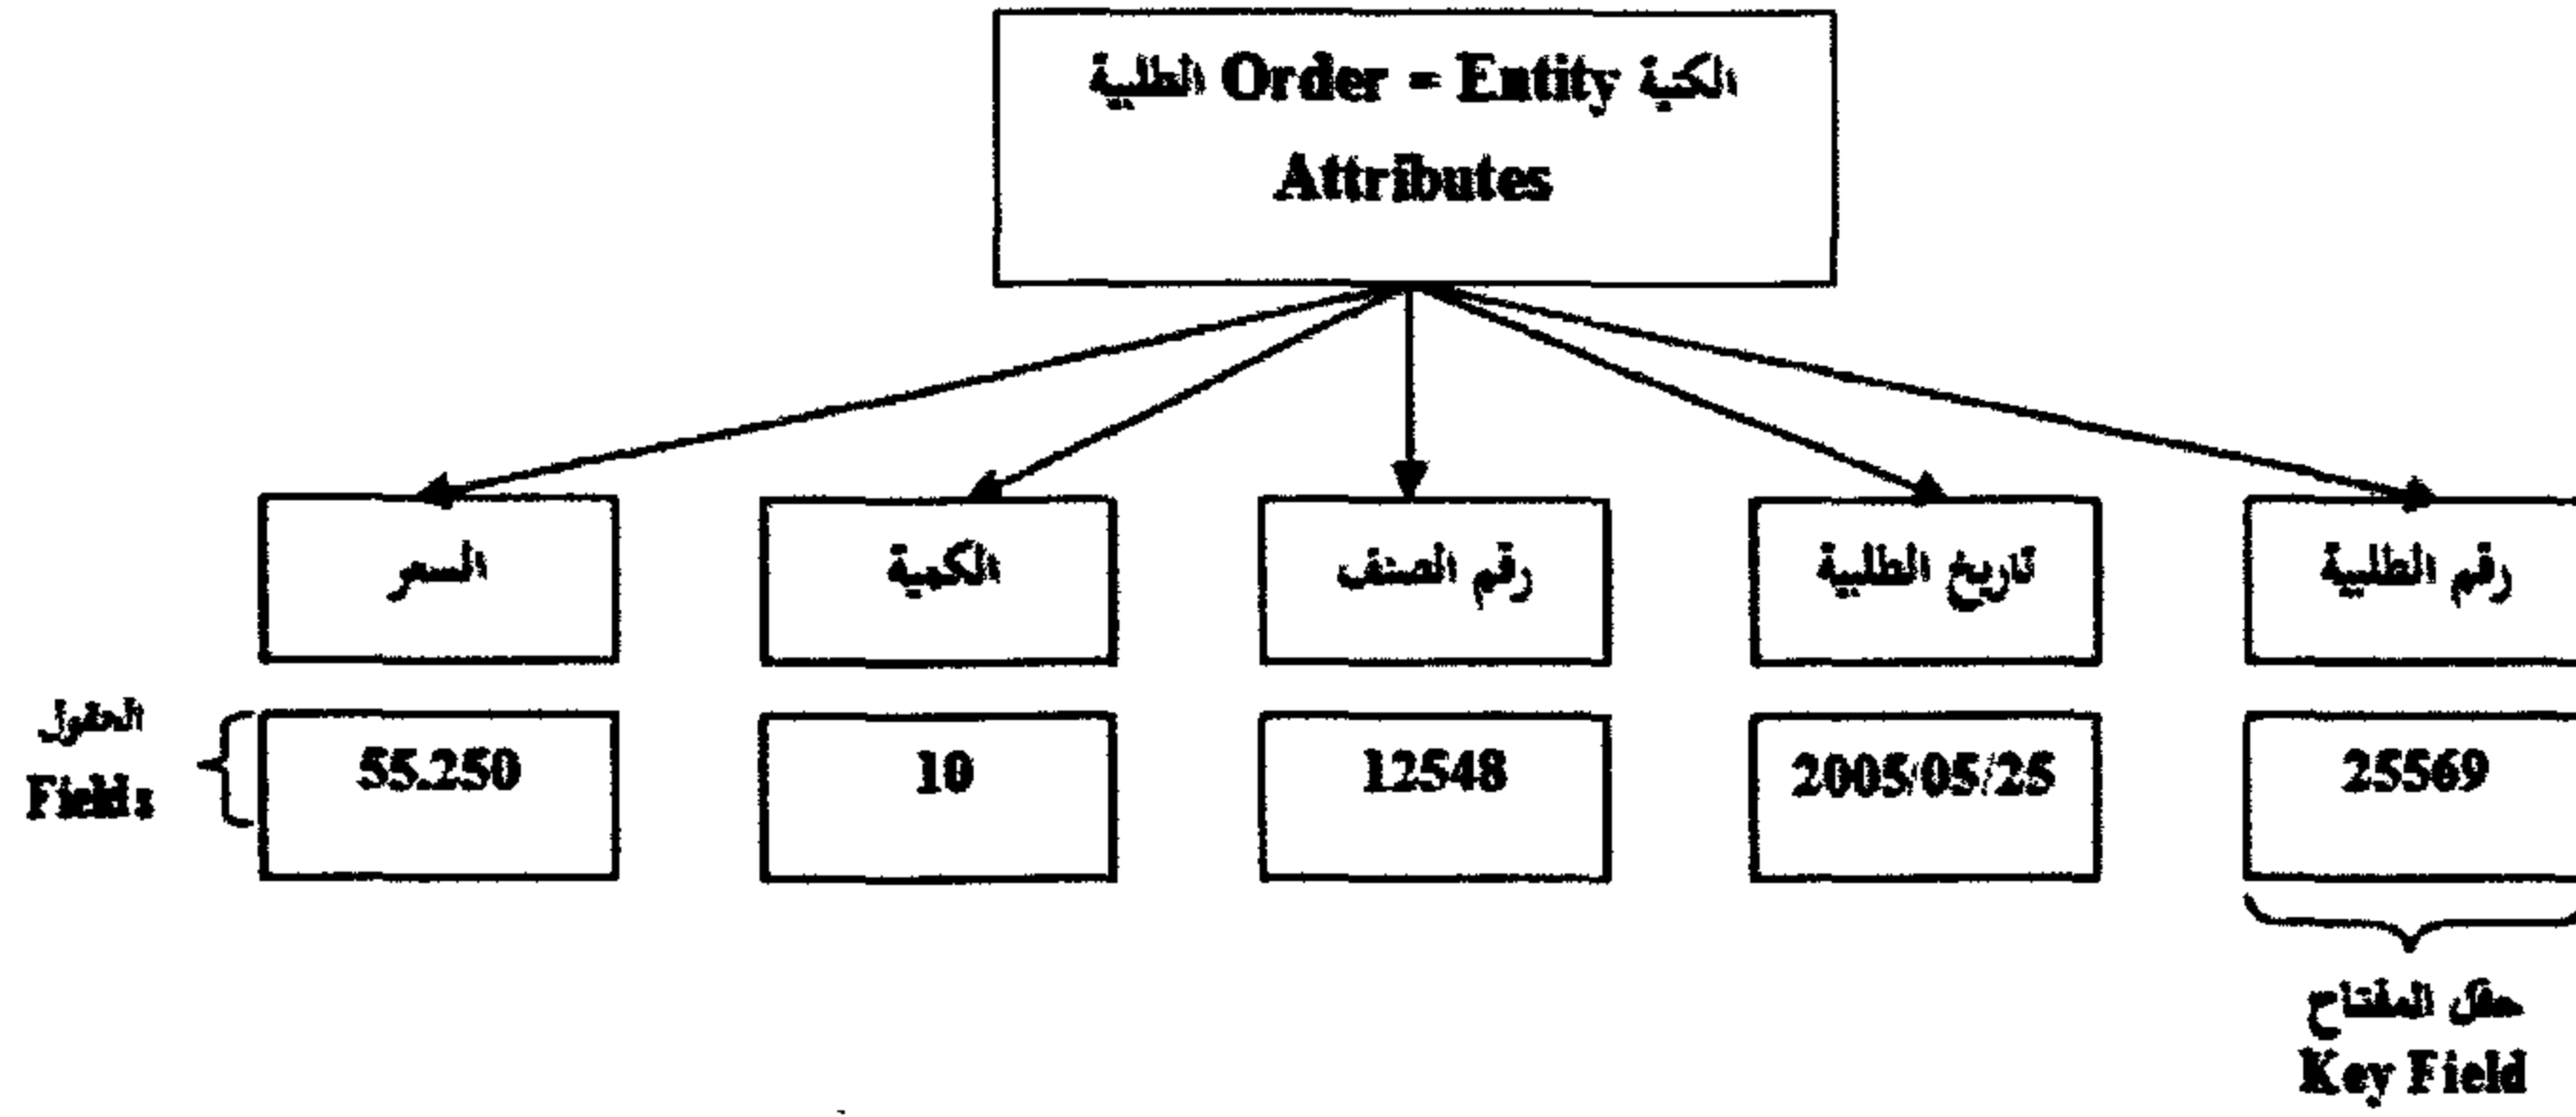 الطلبية Order = Entity الكية
Attributes
رقم الطلبية
تاريخ الطلبية
رقم الصنف
الكمية
السعر
25569
2005/05/25
12548
10
55.250
الحقول
Fields
حقل المفتاح
Key Field